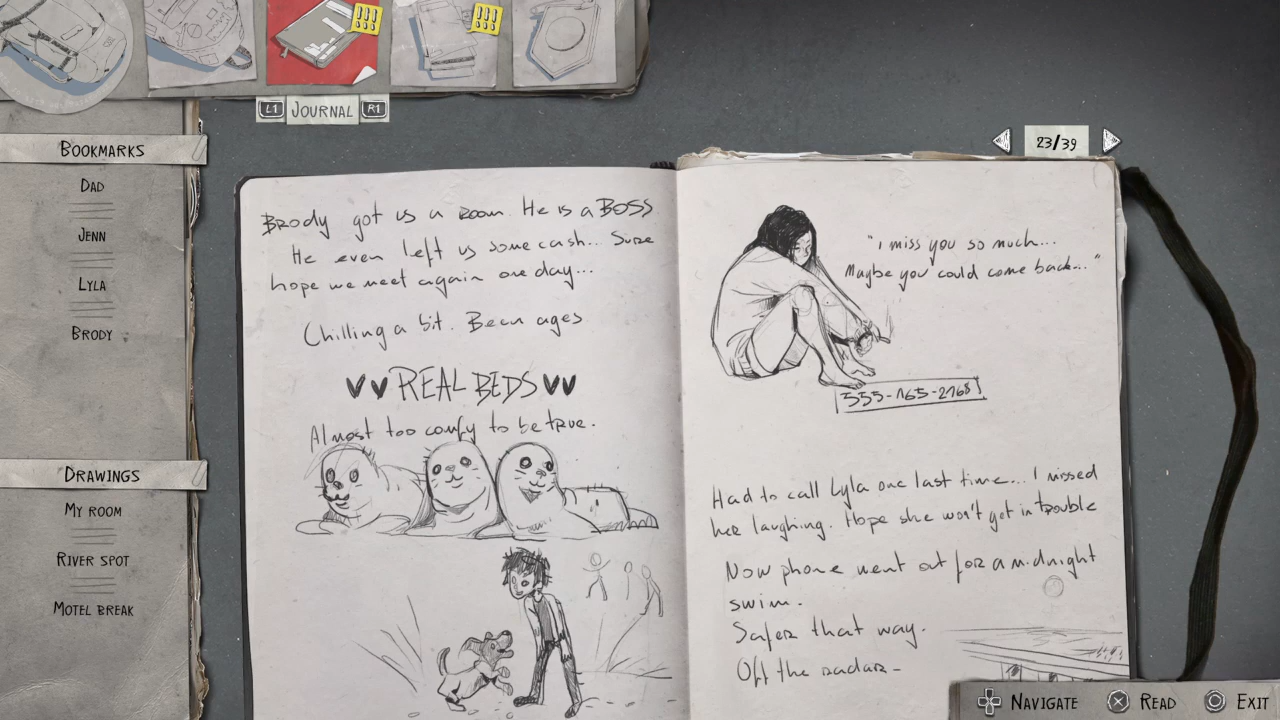 L1 JOURNAL R1
BOOKMARKS
DAD
JENN
LYLA
BRODY
DRAWINGS
MY ROOM
RIVER SPOT
MOTEL BREAK
23/39
Brody got us a room. He is a BOSS
He even left us some cash... Sure
hope we meet again one day...
Chilling a bit. Been ages
REAL BEDS
Almost too comfy to be true.
"I miss you so much...
Maybe you could come back..."
555-165-2768
Had to call Lyla one last time... I missed
her laughing. Hope she won't get in trouble
Now phone went out for a midnight
swim.
Safer that way.
Off the radar-
NAVIGATE
READ
EXIT